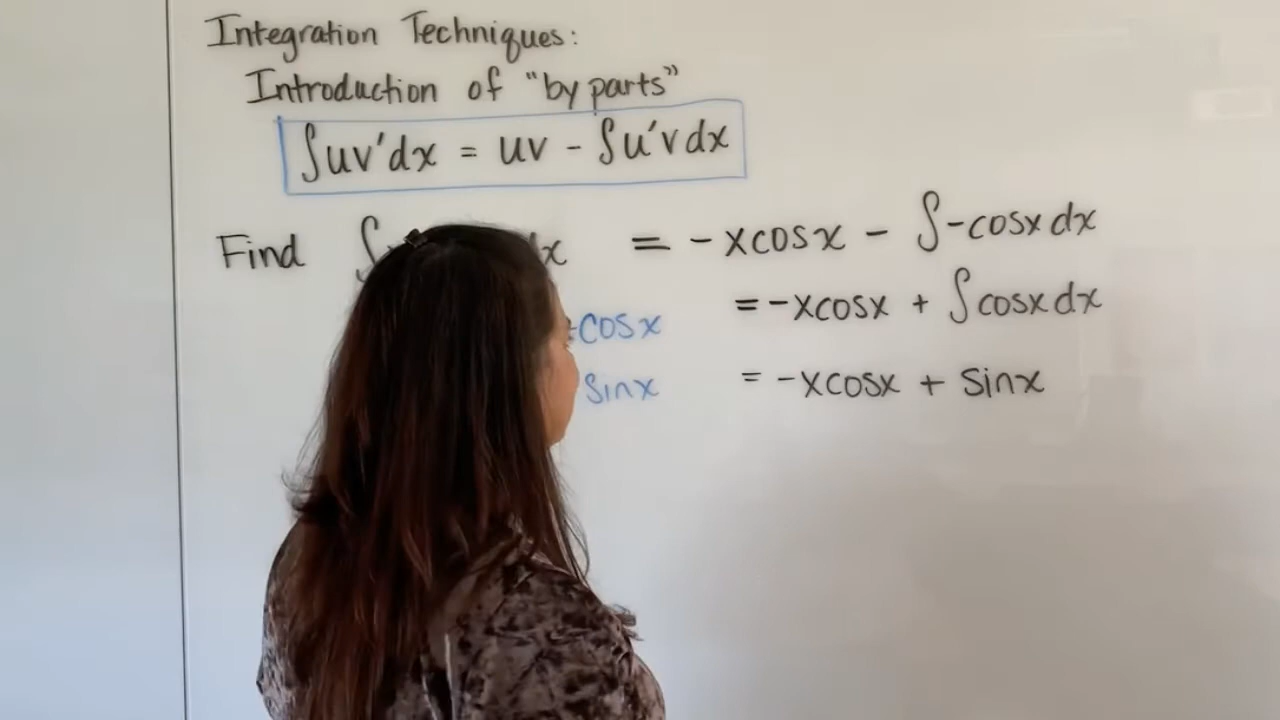 Integration Techniques:
Introduction of "by parts"
∫uv'dx = uv - ∫u'vdx
Find ∫ dx = -xcosx - ∫-cosxdx
cosx = -xcosx + ∫cosxdx
sinx = -xcosx + sinx